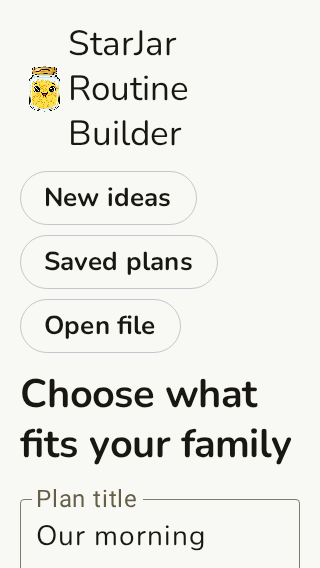 StarJar
Routine
Builder
New ideas
Saved plans
Open file
Choose what
fits your family
Plan title
Our morning